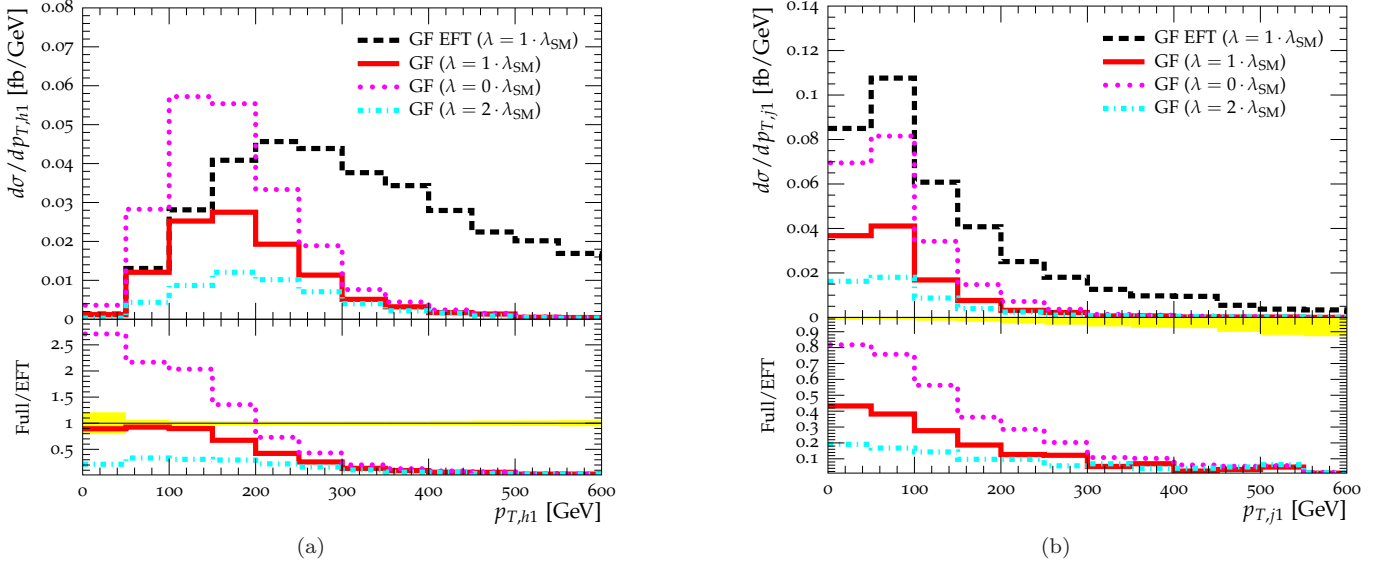 0.08
0.07
0.06
0.05
0.04
0.03
0.02
0.01
0
dσ/dp_{T,h1} [fb/GeV]
GF EFT (λ = 1 · λ_SM)
GF (λ = 1 · λ_SM)
GF (λ = 0 · λ_SM)
GF (λ = 2 · λ_SM)
2.5
2
1.5
1
0.5
Full/EFT
0 100 200 300 400 500 600
p_{T,h1} [GeV]
(a)
0.14
0.12
0.1
0.08
0.06
0.04
0.02
0
dσ/dp_{T,j1} [fb/GeV]
GF EFT (λ = 1 · λ_SM)
GF (λ = 1 · λ_SM)
GF (λ = 0 · λ_SM)
GF (λ = 2 · λ_SM)
0.9
0.8
0.7
0.6
0.5
0.4
0.3
0.2
0.1
Full/EFT
0 100 200 300 400 500 600
p_{T,j1} [GeV]
(b)